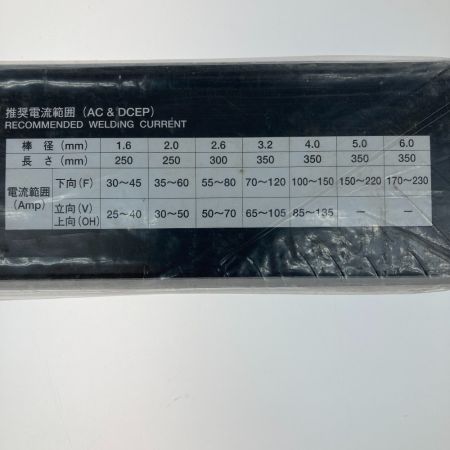 推奨電流範囲 (AC & DCEP)
RECOMMENDED WELDING CURRENT
棒 径 (mm) 1.6 2.0 2.6 3.2 4.0 5.0 6.0
長 さ (mm) 250 250 300 350 350 350 350
電流範囲 (Amp) 下向 (F) 30～45 35～60 55～80 70～120 100～150 150～220 170～230
立向 (V) 上向 (OH) 25～40 30～50 50～70 65～105 85～135 － －